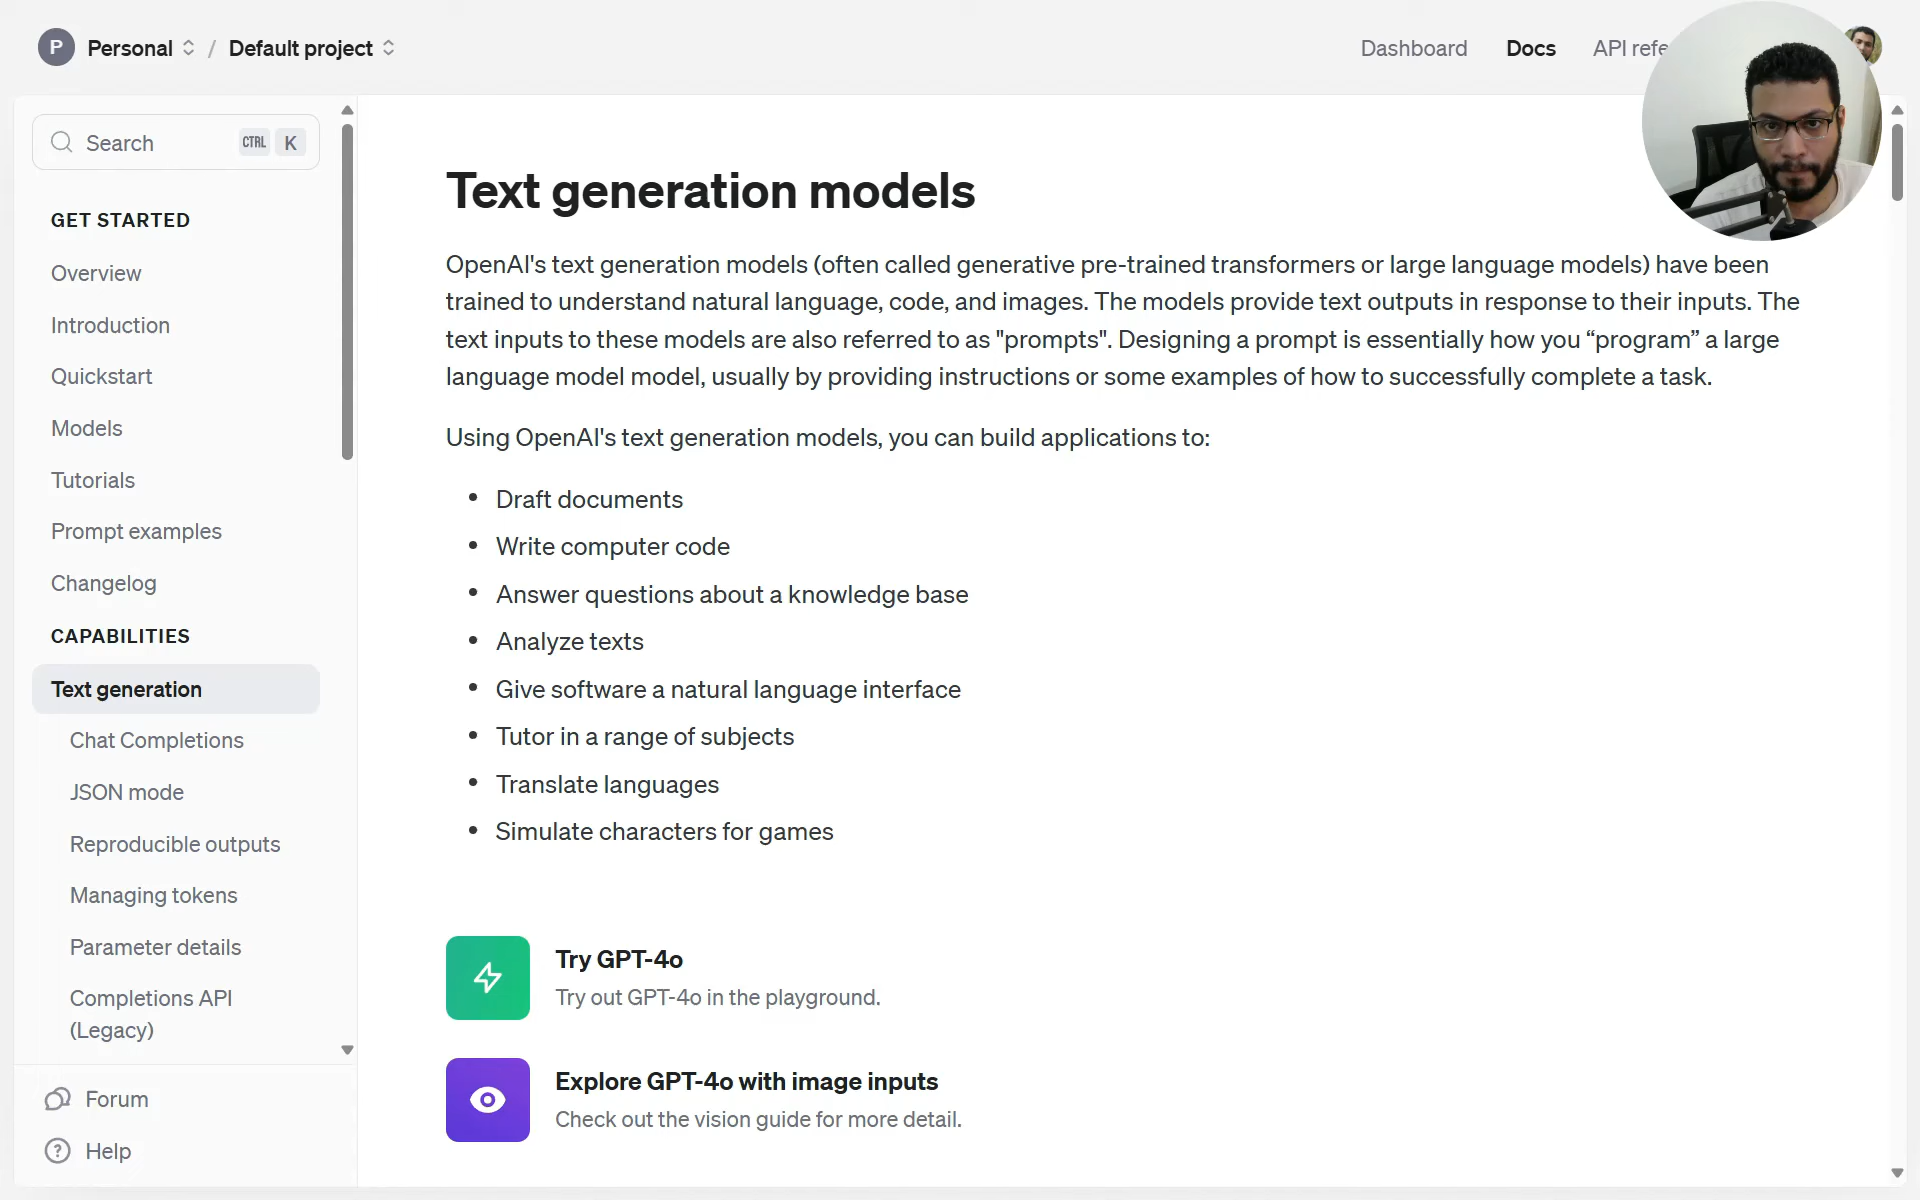 P Personal / Default project
Dashboard Docs API refe
Search CTRL K
GET STARTED
Overview
Introduction
Quickstart
Models
Tutorials
Prompt examples
Changelog
CAPABILITIES
Text generation
Chat Completions
JSON mode
Reproducible outputs
Managing tokens
Parameter details
Completions API
(Legacy)
Forum
Help
Text generation models
OpenAI's text generation models (often called generative pre-trained transformers or large language models) have been
trained to understand natural language, code, and images. The models provide text outputs in response to their inputs. The
text inputs to these models are also referred to as "prompts". Designing a prompt is essentially how you “program” a large
language model model, usually by providing instructions or some examples of how to successfully complete a task.
Using OpenAI's text generation models, you can build applications to:
• Draft documents
• Write computer code
• Answer questions about a knowledge base
• Analyze texts
• Give software a natural language interface
• Tutor in a range of subjects
• Translate languages
• Simulate characters for games
Try GPT-4o
Try out GPT-4o in the playground.
Explore GPT-4o with image inputs
Check out the vision guide for more detail.